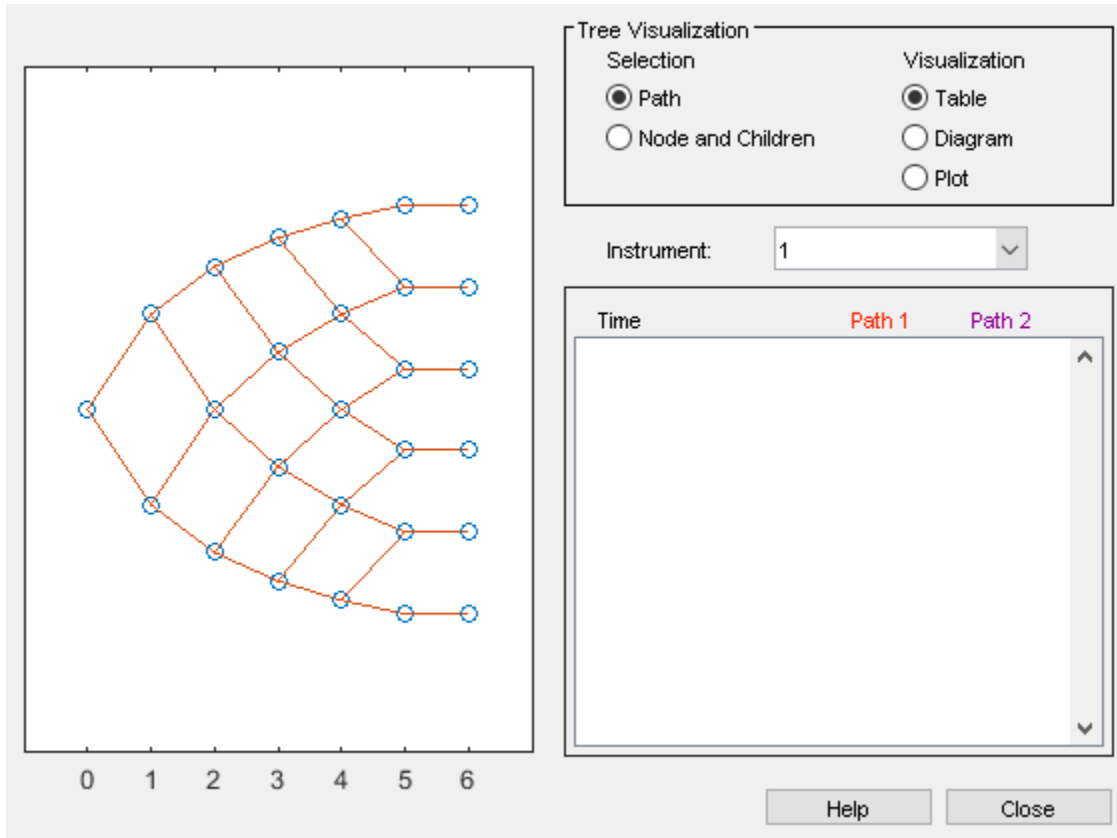 Tree Visualization
Selection
Visualization
Path
Table
Node and Children
Diagram
Plot
Instrument:
1
Time
Path 1
Path 2
0 1 2 3 4 5 6
Help
Close